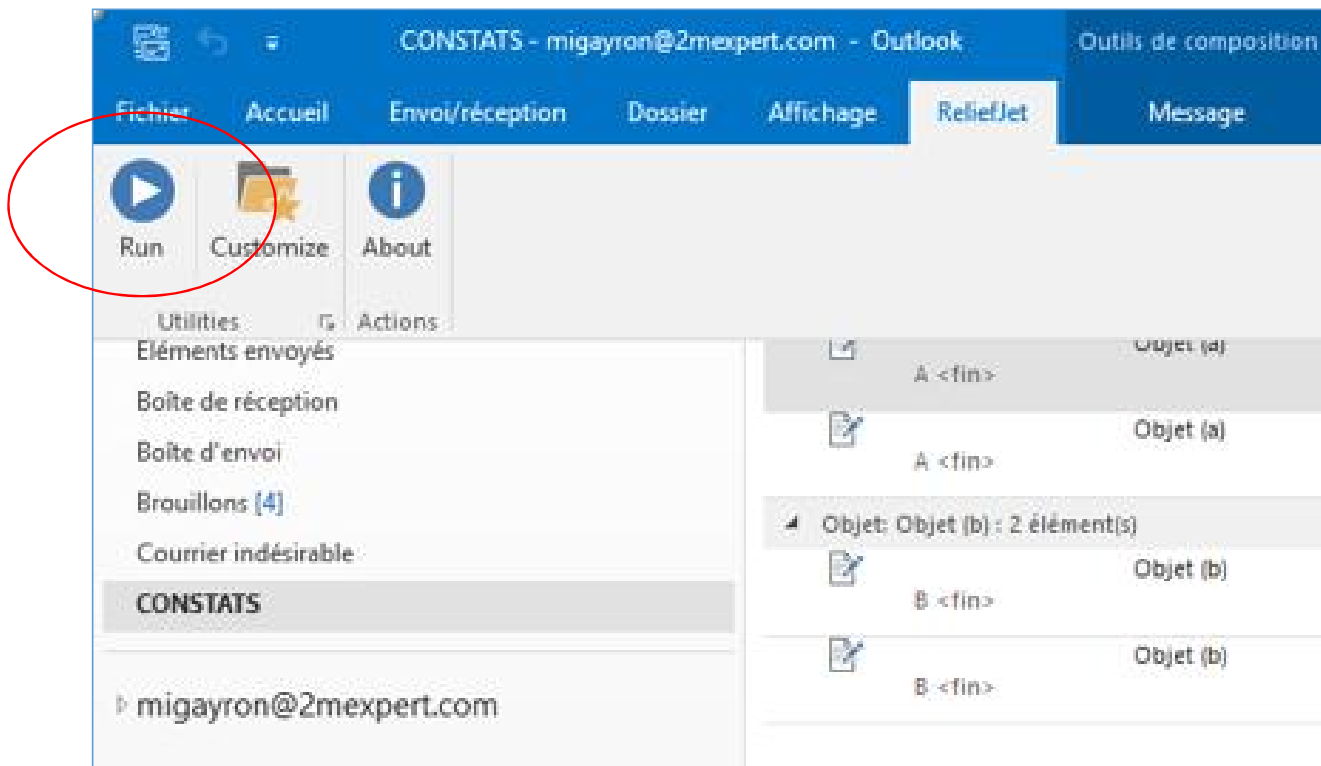 CONSTATS - migayron@2mexpert.com - Outlook
Outils de composition
Fichier Accueil Envoi/réception Dossier Affichage ReliefJet Message
Run Customize About
Utilities Actions
Eléments envoyés
Boîte de réception
Boîte d'envoi
Brouillons [4]
Courrier indésirable
CONSTATS
migayron@2mexpert.com
Objet (a)
A <fin>
Objet (a)
A <fin>
Objet: Objet (b) : 2 élément(s)
Objet (b)
B <fin>
Objet (b)
B <fin>